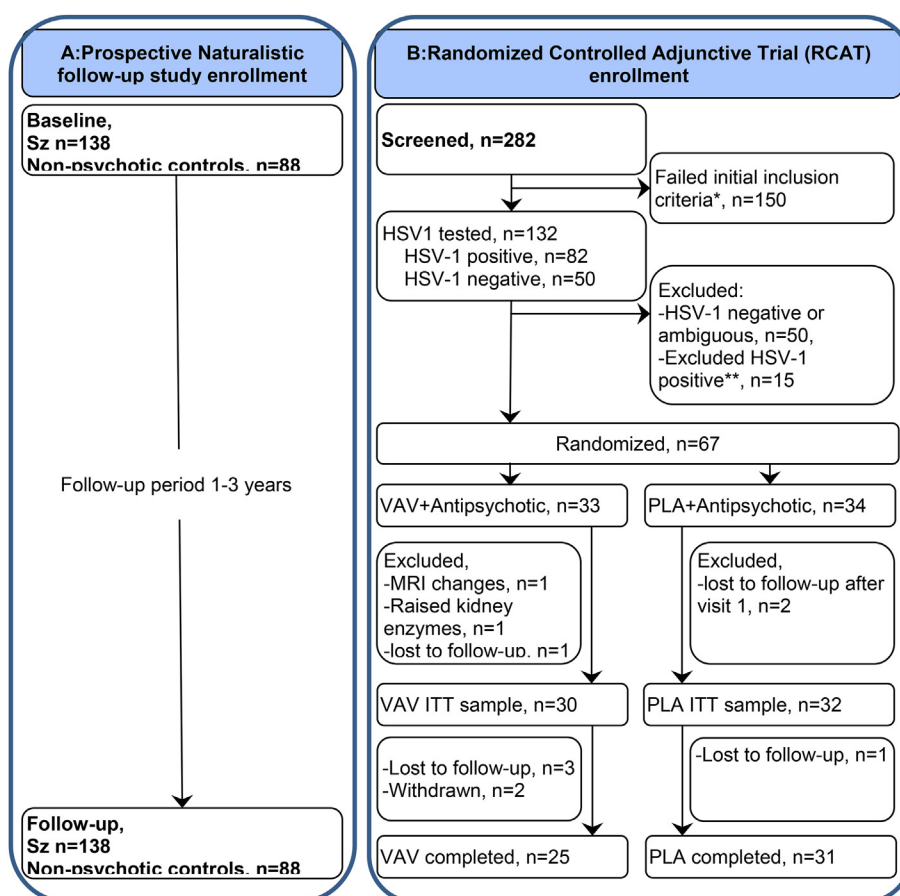 A:Prospective Naturalistic
follow-up study enrollment
Baseline,
Sz n=138
Non-psychotic controls, n=88
Follow-up period 1-3 years
Follow-up,
Sz n=138
Non-psychotic controls, n=88
B:Randomized Controlled Adjunctive Trial (RCAT)
enrollment
Screened, n=282
Failed initial inclusion
criteria*, n=150
HSV1 tested, n=132
HSV-1 positive, n=82
HSV-1 negative, n=50
Excluded:
-HSV-1 negative or
ambiguous, n=50,
-Excluded HSV-1
positive**, n=15
Randomized, n=67
VAV+Antipsychotic, n=33
PLA+Antipsychotic, n=34
Excluded,
-MRI changes, n=1
-Raised kidney
enzymes, n=1
-lost to follow-up, n=1
Excluded,
-lost to follow-up after
visit 1, n=2
VAV ITT sample, n=30
PLA ITT sample, n=32
-Lost to follow-up, n=3
-Withdrawn, n=2
-Lost to follow-up, n=1
VAV completed, n=25
PLA completed, n=31